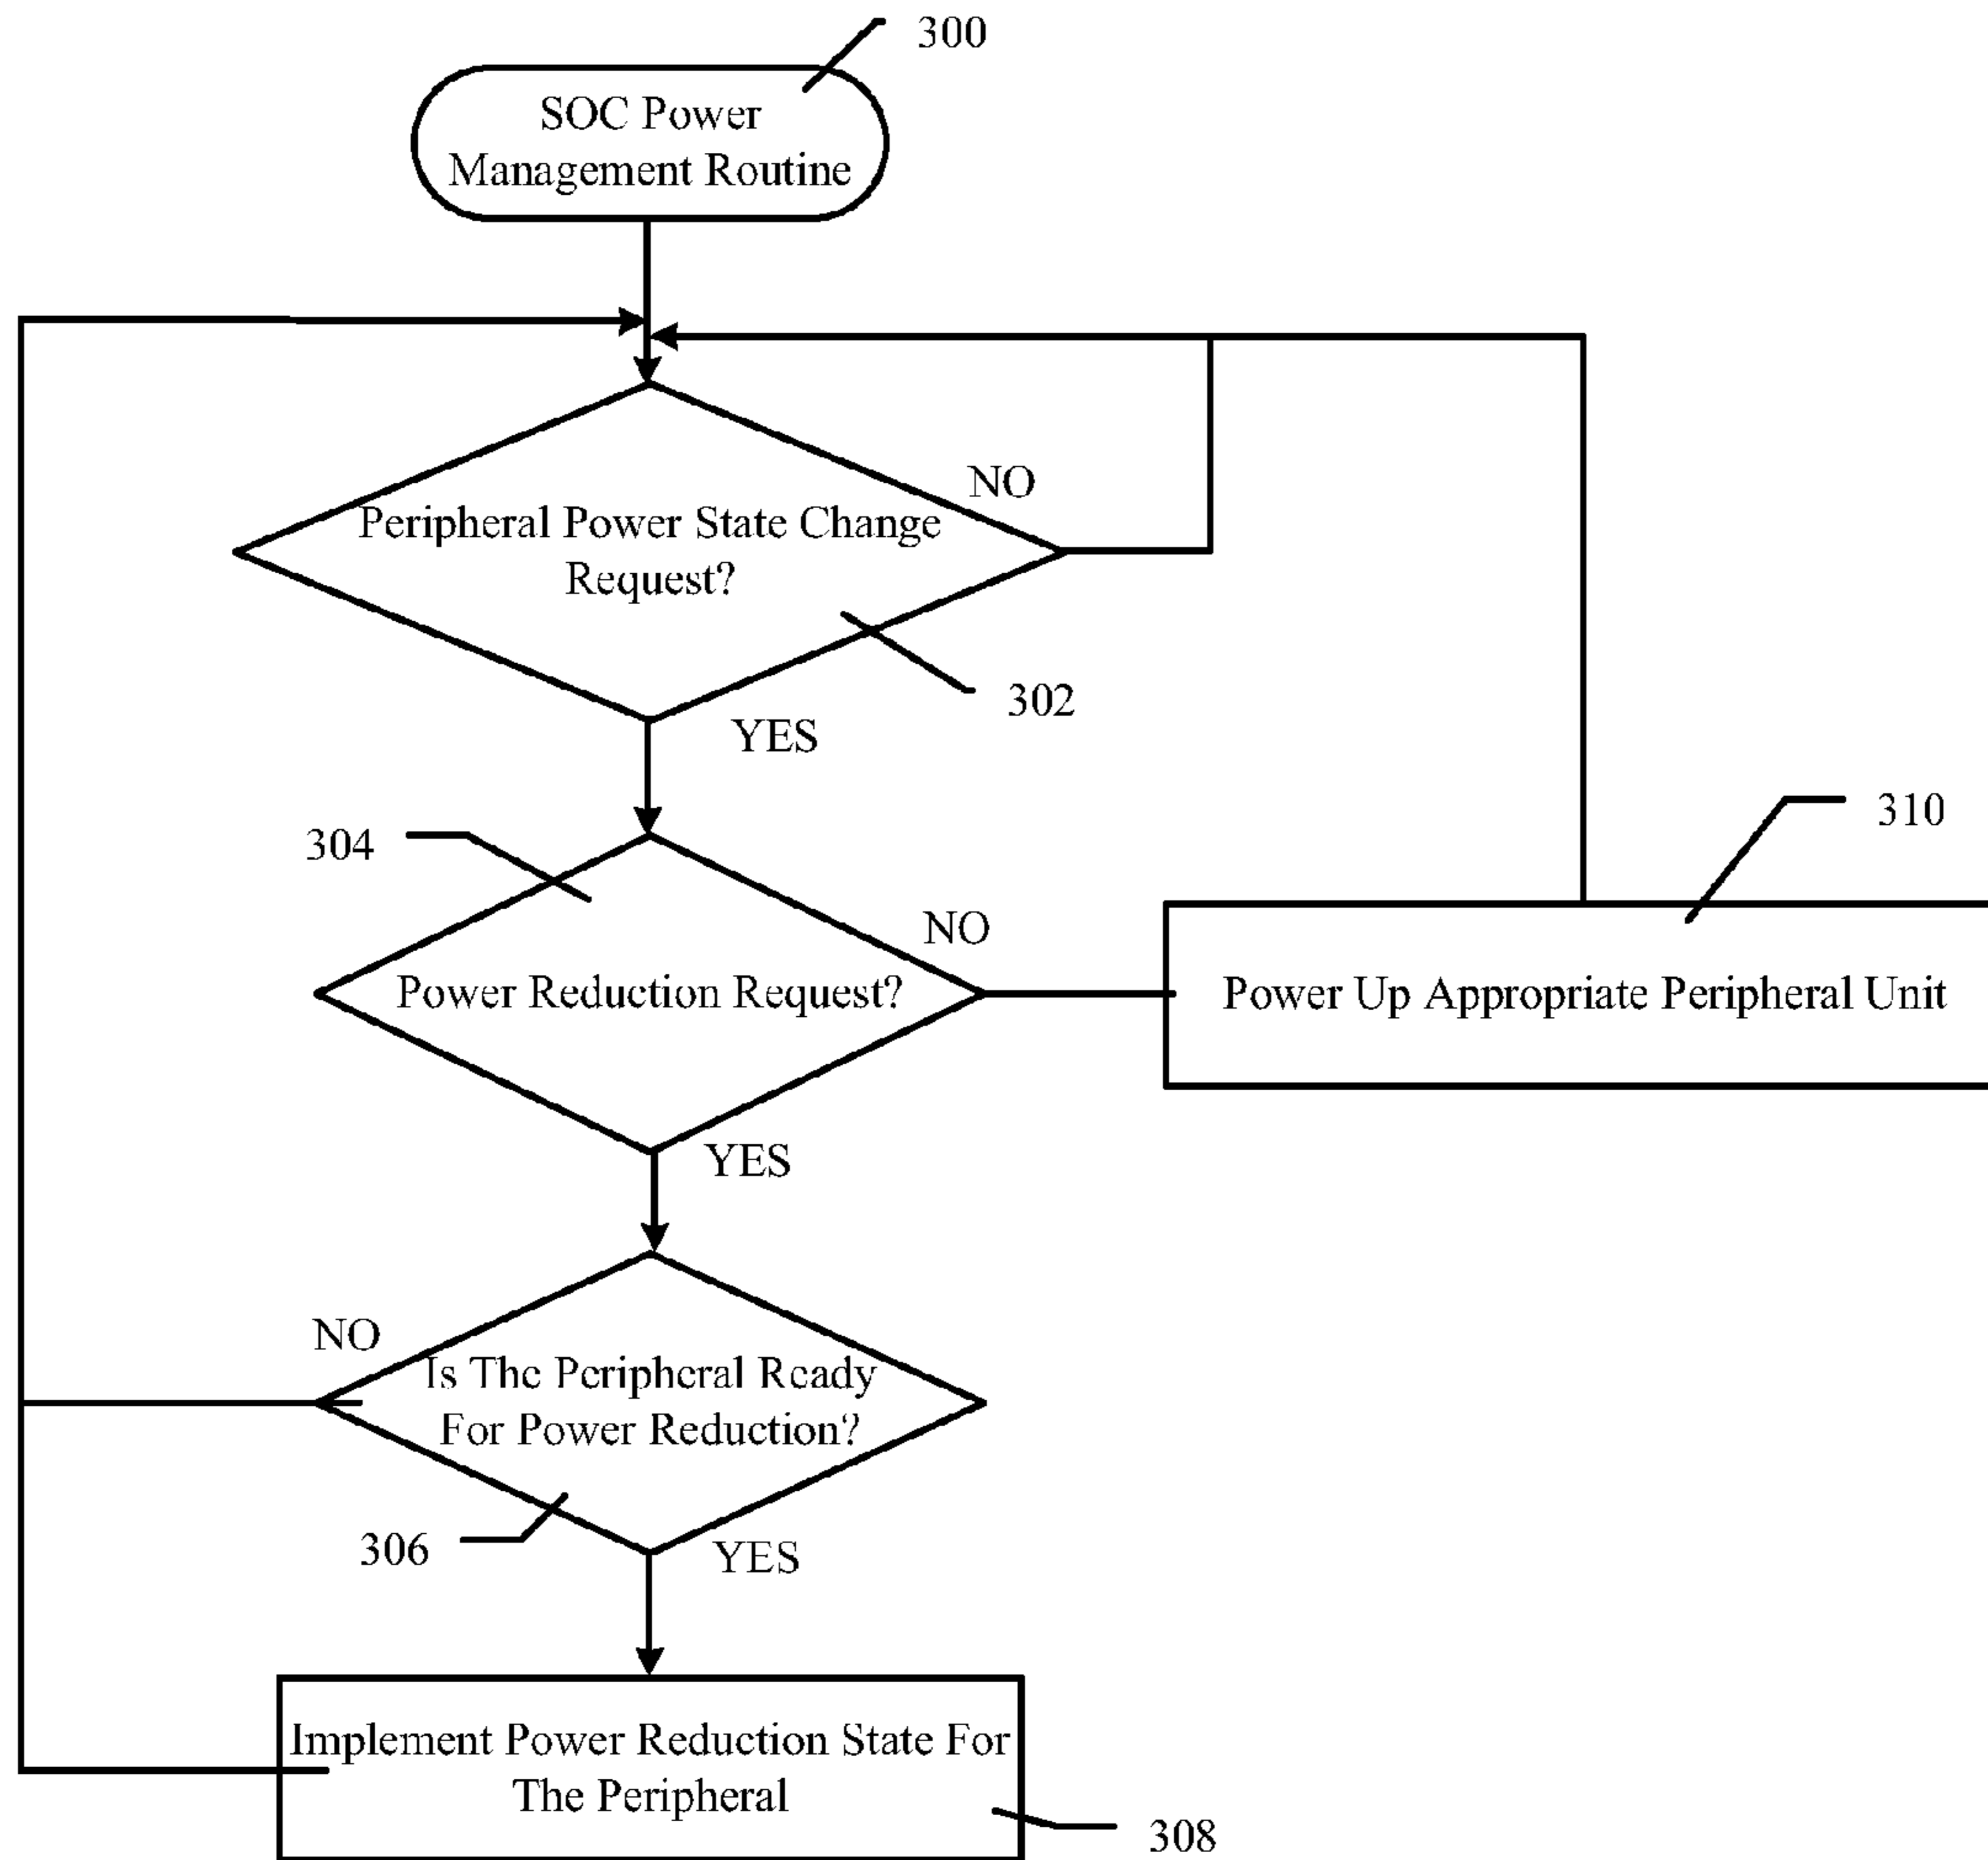 300
SOC Power
Management Routine
NO
Peripheral Power State Change
Request?
302
YES
304
310
NO
Power Reduction Request?
Power Up Appropriate Peripheral Unit
YES
NO
Is The Peripheral Ready
For Power Reduction?
306
YES
Implement Power Reduction State For
The Peripheral
308